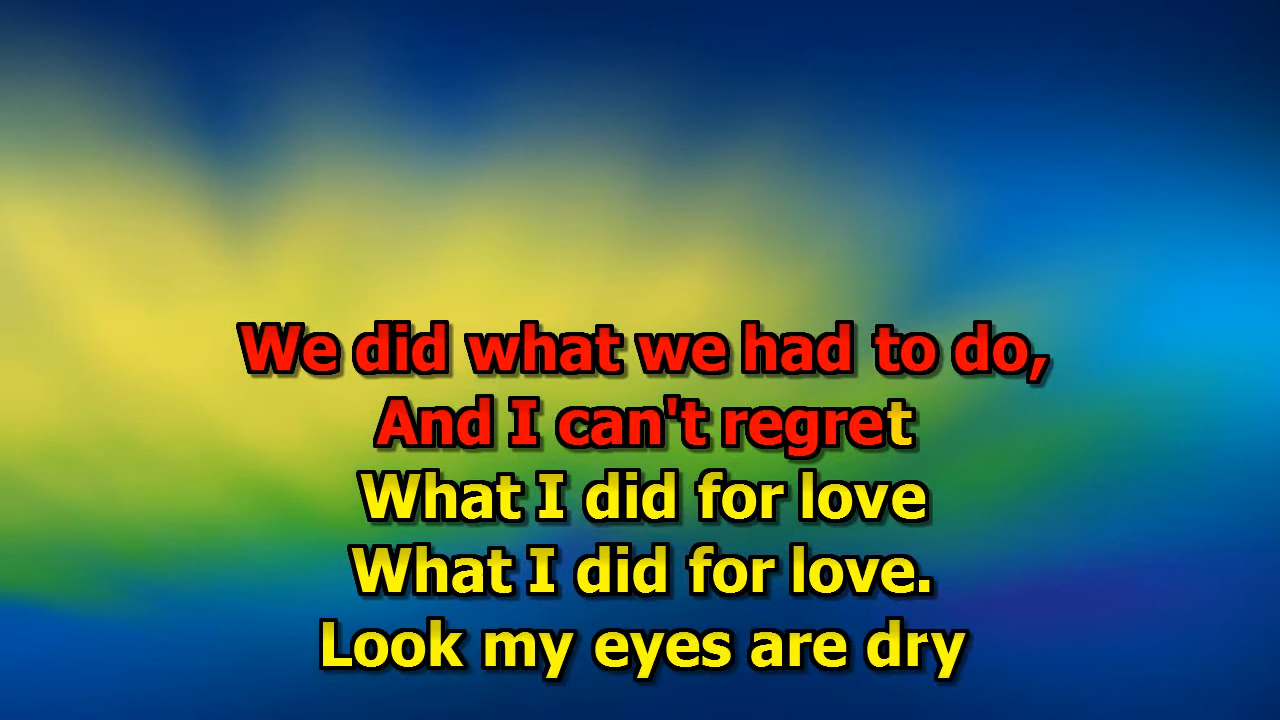 We did what we had to do,
And I can't regret
What I did for love
What I did for love.
Look my eyes are dry